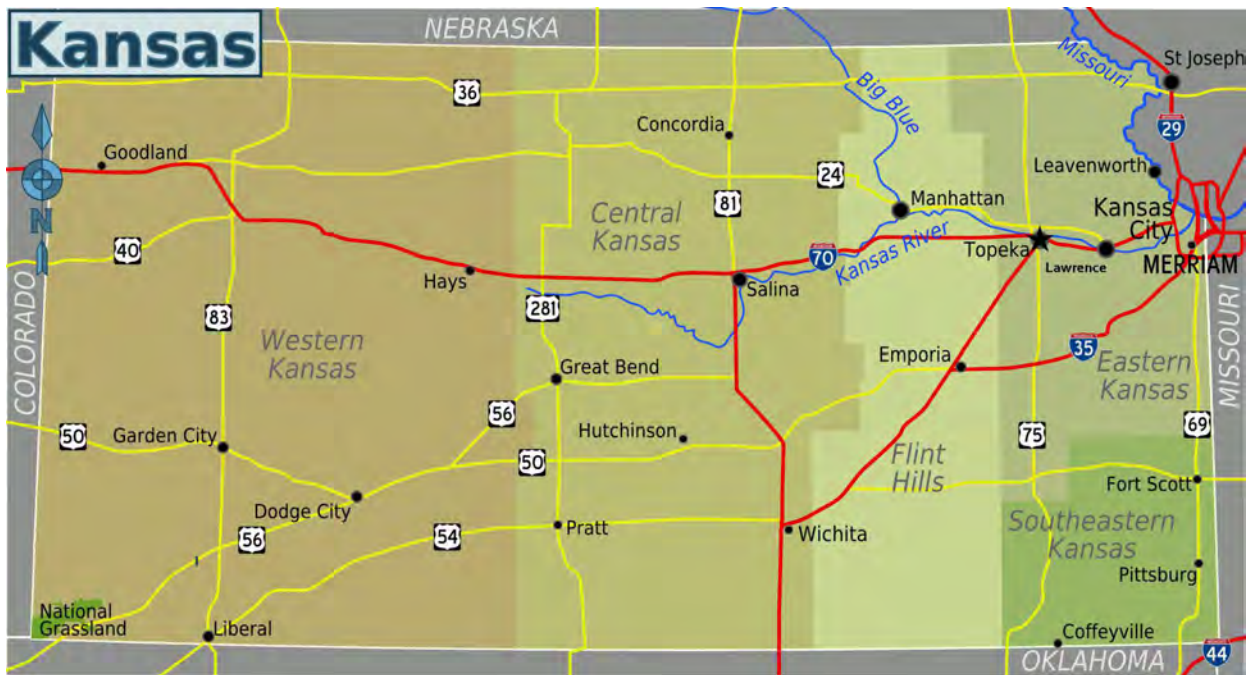 Kansas
NEBRASKA
Missouri
St Joseph
36
Big Blue
Concordia
29
Goodland
Leavenworth
24
Manhattan
N
81
Kansas
City
Central
Kansas
40
Kansas River
70
Topeka
Lawrence
MERRIAM
Hays
Salina
281
83
COLORADO
MISSOURI
Western
Kansas
35
Emporia
Eastern
Kansas
Great Bend
56
50
Garden City
Hutchinson
75
69
50
Flint
Hills
Dodge City
Fort Scott
56
54
Pratt
Wichita
Southeastern
Kansas
Pittsburg
National
Grassland
Liberal
Coffeyville
44
OKLAHOMA